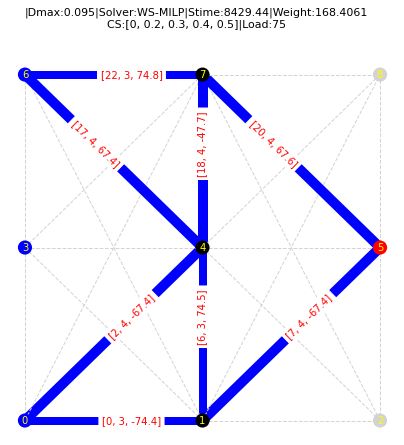 |Dmax:0.095|Solver:WS-MILP|Stime:8429.44|Weight:168.4061
CS:[0, 0.2, 0.3, 0.4, 0.5]|Load:75
6
[22, 3, 74.8]
7
8
[17, 4, 67.4]
[18, 4, -47.7]
[20, 4, 67.6]
3
4
5
[2, 4, -67.4]
[6, 3, 74.5]
[7, 4, -67.4]
0
[0, 3, -74.4]
1